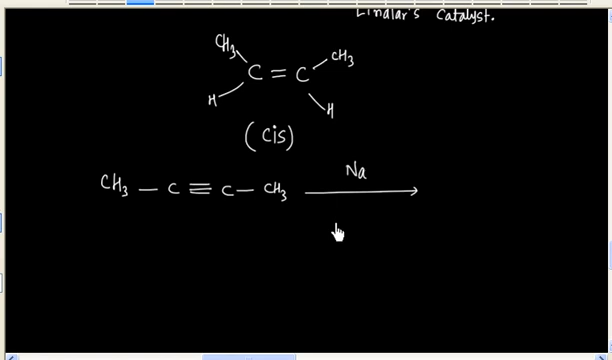 Lindlar's Catalyst.
CH₃ CH₃
C = C
H H
(Cis)
CH₃ — C ≡ C — CH₃ Na →